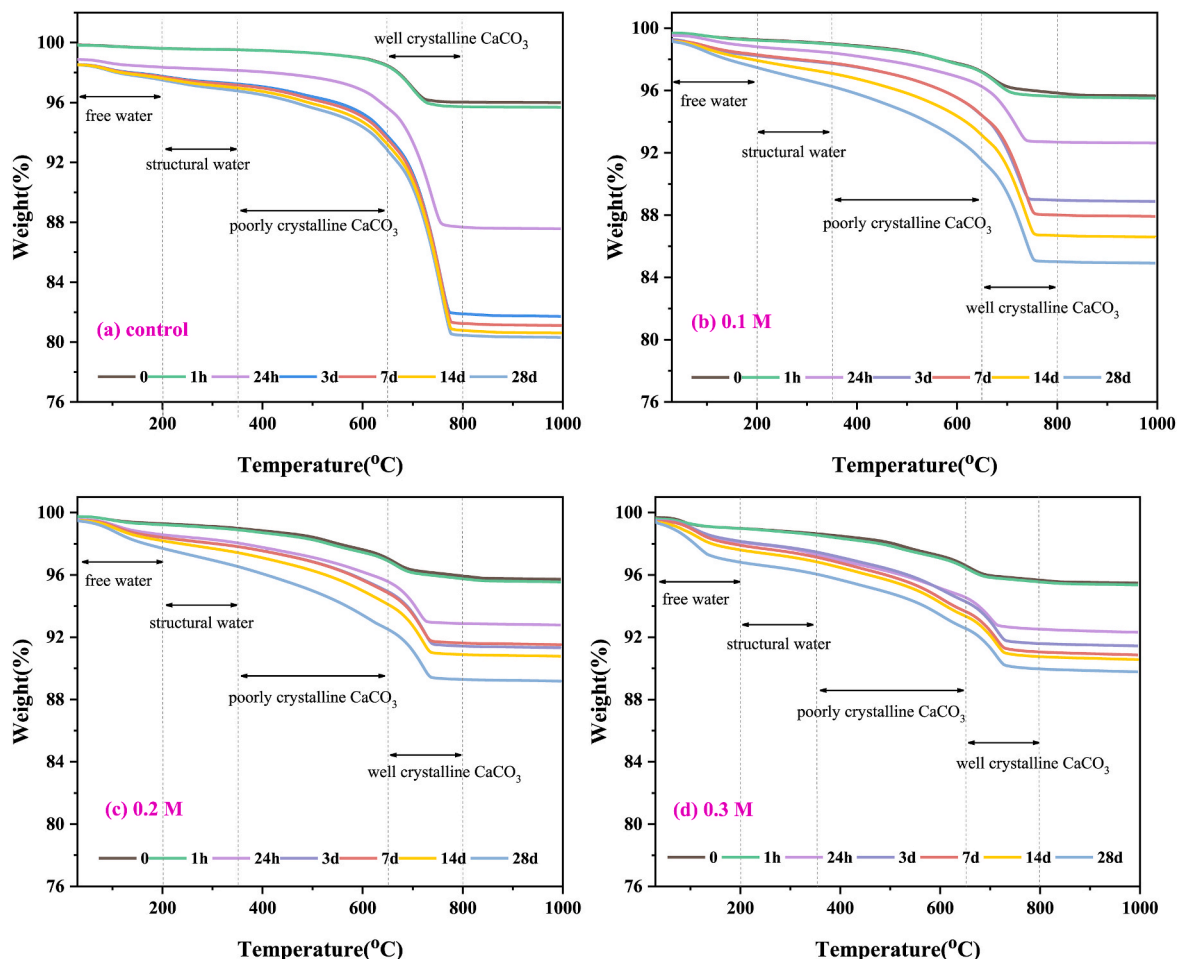 100
96
92
88
84
80
76
Weight(%)
well crystalline CaCO₃
free water
structural water
poorly crystalline CaCO₃
(a) control
0 1h 24h 3d 7d 14d 28d
200 400 600 800 1000
Temperature(°C)
100
96
92
88
84
80
76
Weight(%)
free water
structural water
poorly crystalline CaCO₃
well crystalline CaCO₃
(b) 0.1 M
0 1h 24h 3d 7d 14d 28d
200 400 600 800 1000
Temperature(°C)
100
96
92
88
84
80
76
Weight(%)
free water
structural water
poorly crystalline CaCO₃
well crystalline CaCO₃
(c) 0.2 M
0 1h 24h 3d 7d 14d 28d
200 400 600 800 1000
Temperature(°C)
100
96
92
88
84
80
76
Weight(%)
free water
structural water
poorly crystalline CaCO₃
well crystalline CaCO₃
(d) 0.3 M
0 1h 24h 3d 7d 14d 28d
200 400 600 800 1000
Temperature(°C)